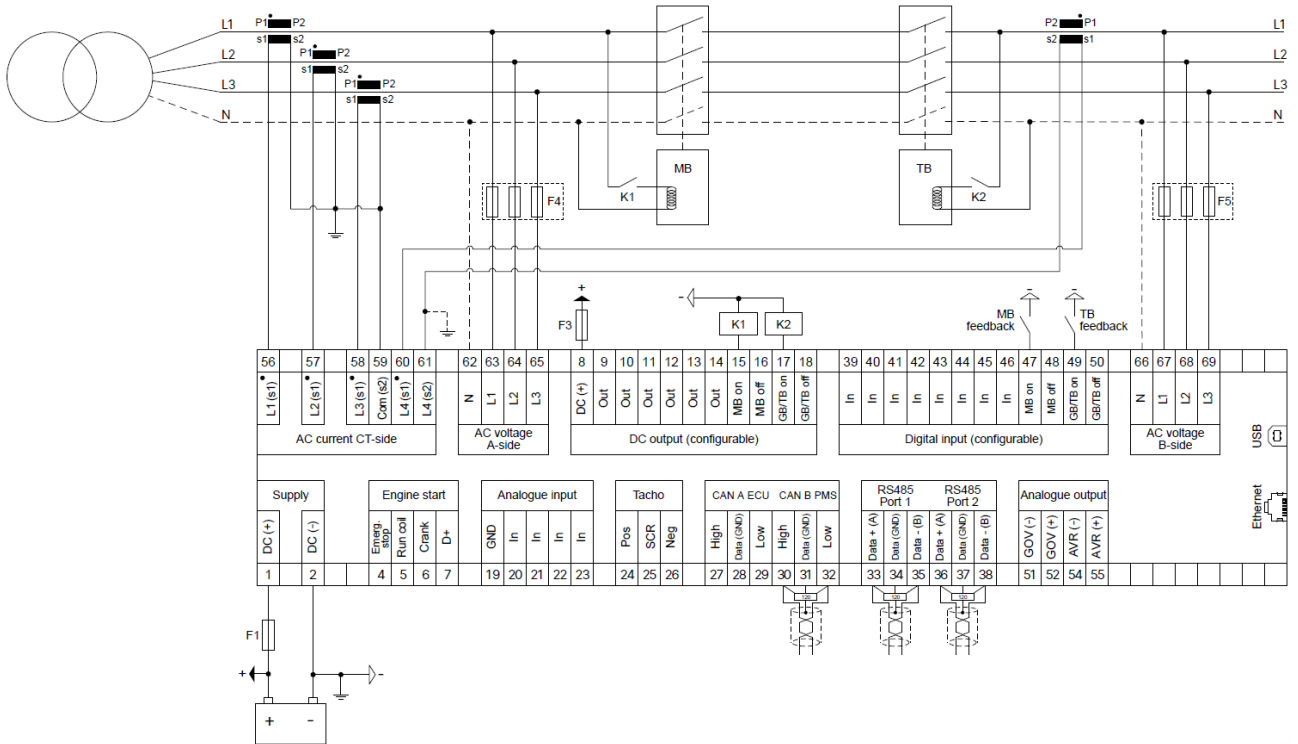 L1 P1 P2 P2 P1 L1
s1 s2 s2 s1
L2 P1 P2 L2
s1 s2
L3 P1 P2 L3
s1 s2
N N
MB TB
K1 K2
F4 F5
+ - - -
F3 K1 K2 MB feedback TB feedback
56 57 58 59 60 61 62 63 64 65 8 9 10 11 12 13 14 15 16 17 18 39 40 41 42 43 44 45 46 47 48 49 50 66 67 68 69
L1 (s1) L2 (s1) L3 (s1) Com (s2) L4 (s1) L4 (s2) N L1 L2 L3 DC (+) Out Out Out Out Out Out MB on MB off GB/TB on GB/TB off In In In In In In In In MB on MB off GB/TB on GB/TB off N L1 L2 L3
AC current CT-side AC voltage A-side DC output (configurable) Digital input (configurable) AC voltage B-side
USB
Ethernet
Supply Engine start Analogue input Tacho CAN A ECU CAN B PMS RS485 Port 1 RS485 Port 2 Analogue output
DC (+) DC (-) Emerg. stop Run coil Crank D+ GND In In In In Pos SCR Neg High Data (GND) Low High Data (GND) Low Data + (A) Data (GND) Data - (B) Data + (A) Data (GND) Data - (B) GOV (-) GOV (+) AVR (-) AVR (+)
1 2 4 5 6 7 19 20 21 22 23 24 25 26 27 28 29 30 31 32 33 34 35 36 37 38 51 52 54 55
120 120 120
F1
+ -
+ -